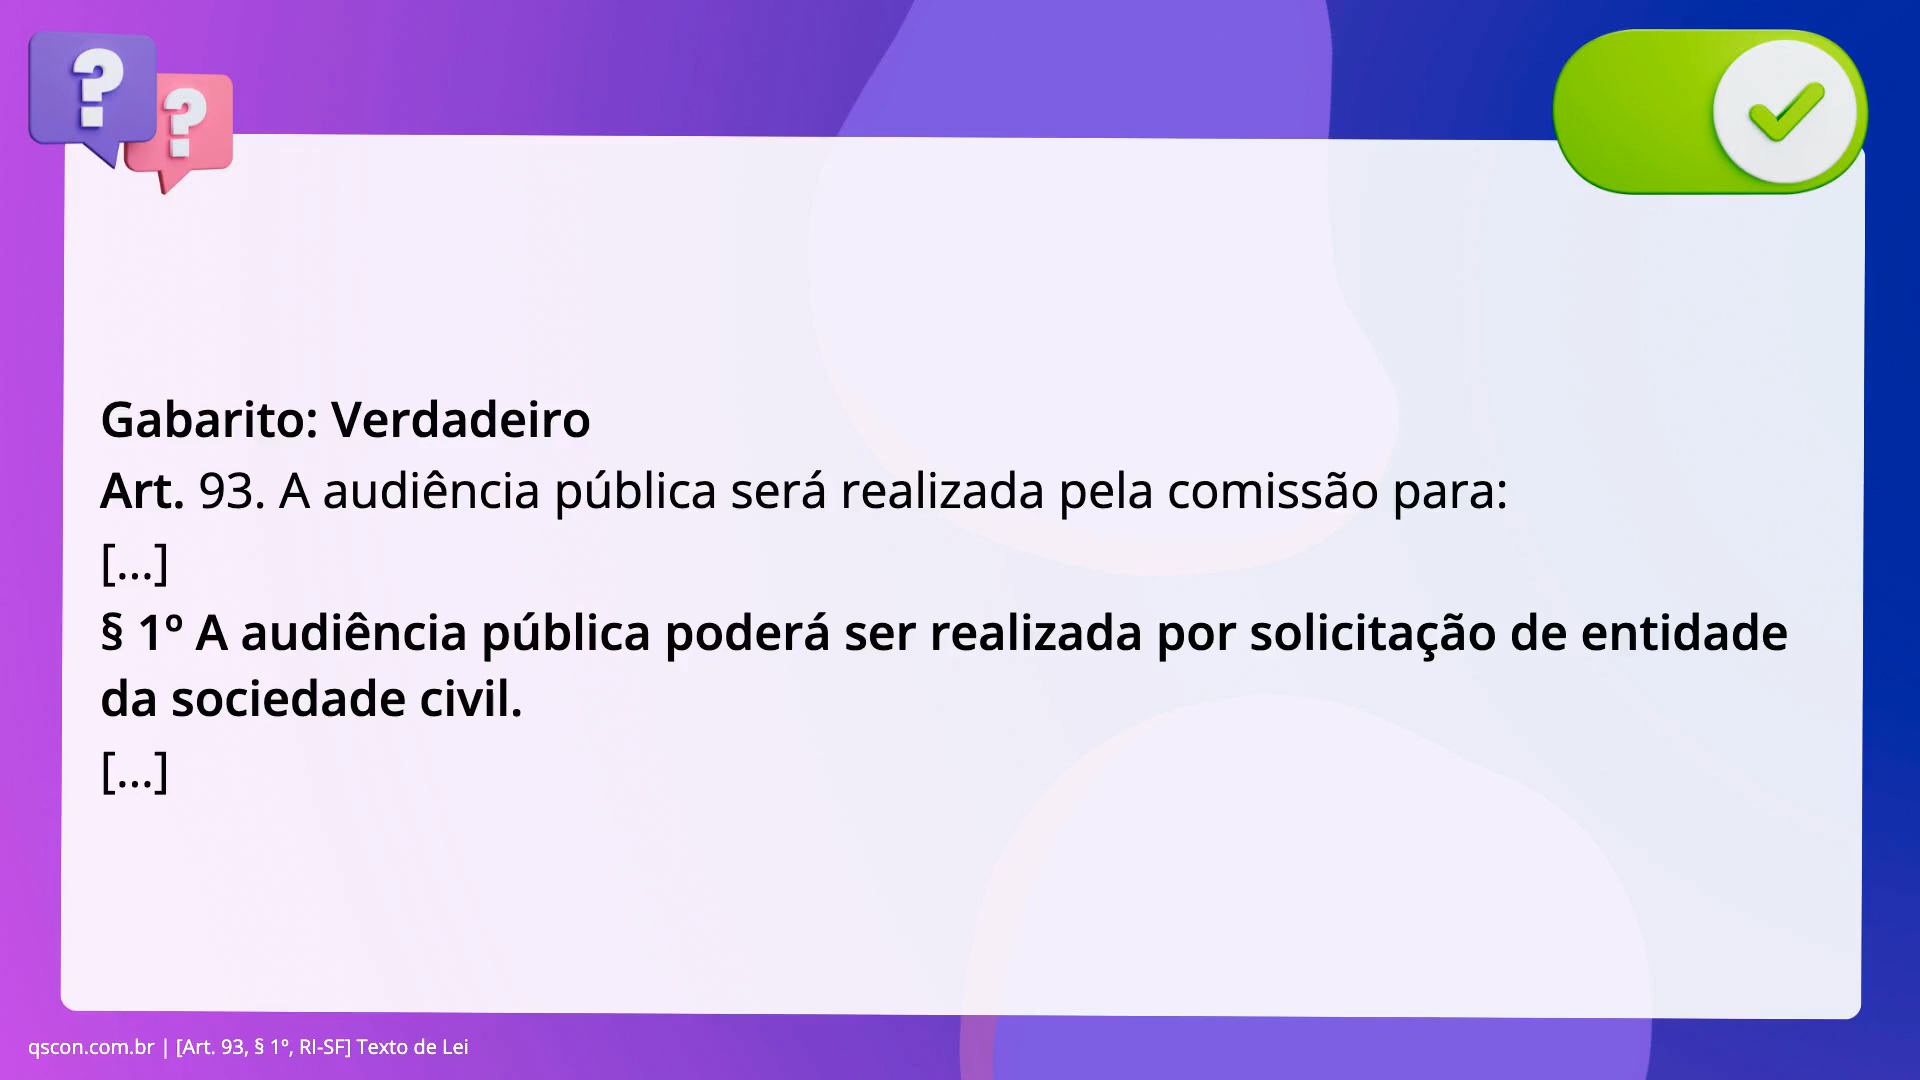 Gabarito: Verdadeiro
Art. 93. A audiência pública será realizada pela comissão para:
[...]
§ 1º A audiência pública poderá ser realizada por solicitação de entidade
da sociedade civil.
[...]
qscon.com.br | [Art. 93, § 1º, RI-SF] Texto de Lei